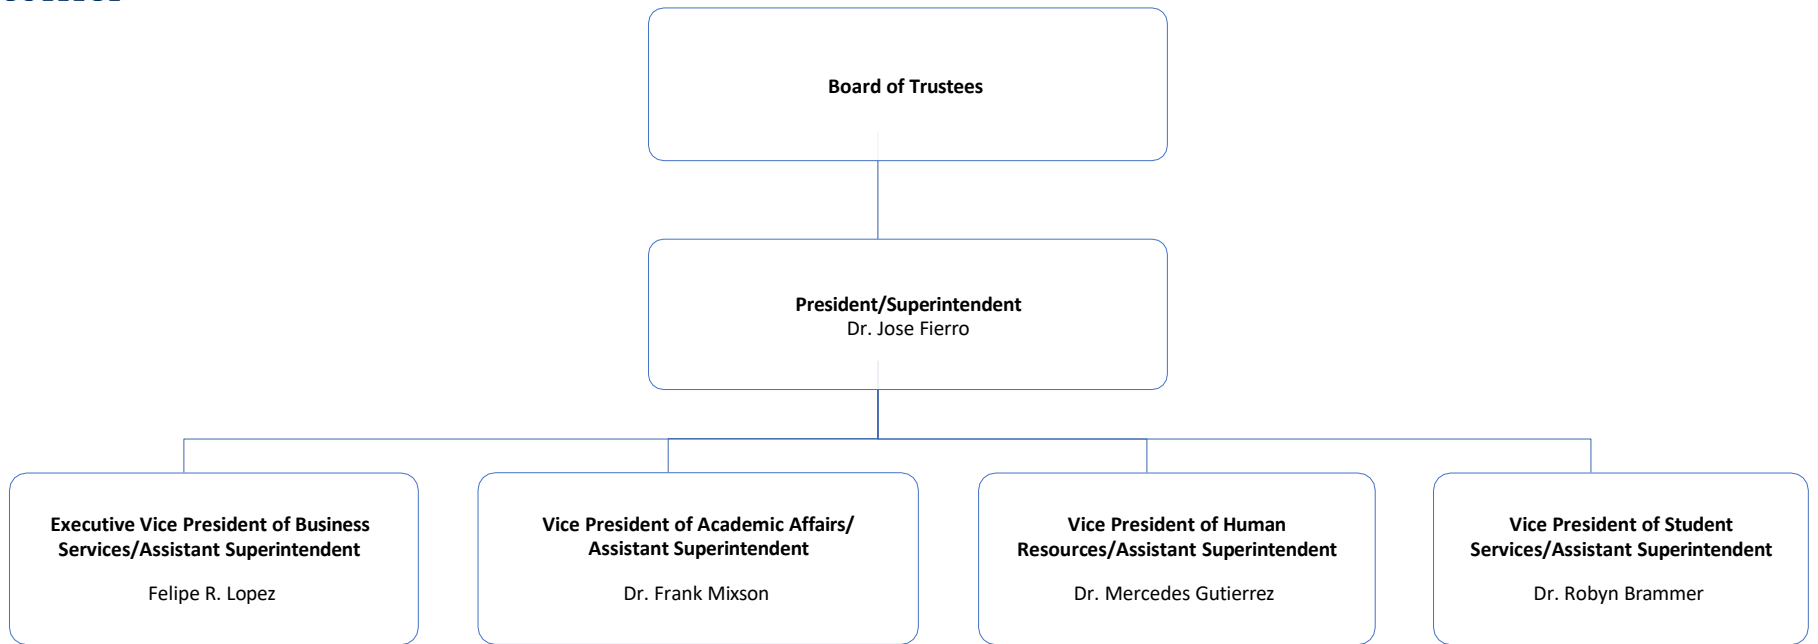 Board of Trustees
President/Superintendent
Dr. Jose Fierro
Executive Vice President of Business
Services/Assistant Superintendent
Felipe R. Lopez
Vice President of Academic Affairs/
Assistant Superintendent
Dr. Frank Mixson
Vice President of Human
Resources/Assistant Superintendent
Dr. Mercedes Gutierrez
Vice President of Student
Services/Assistant Superintendent
Dr. Robyn Brammer